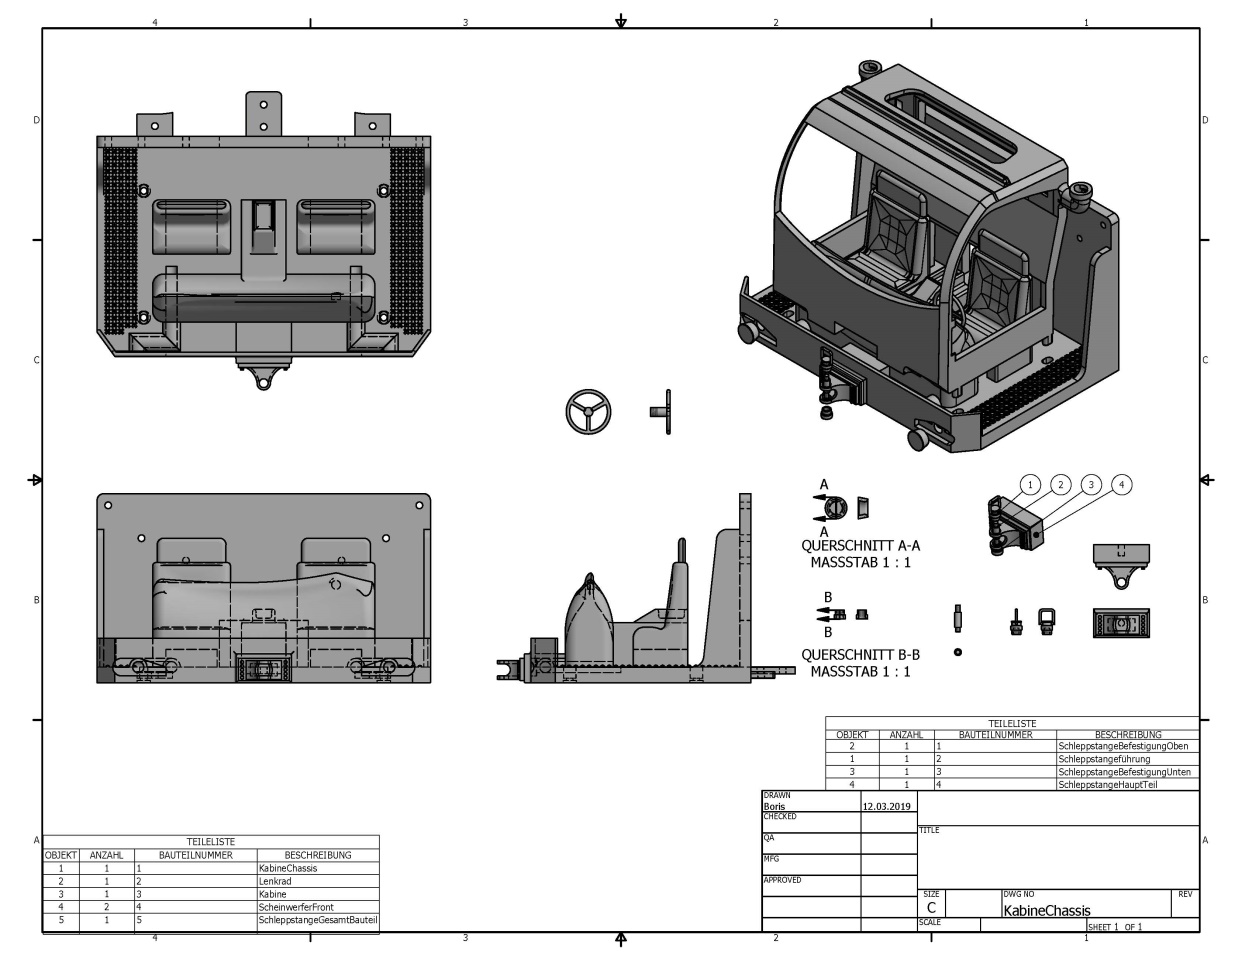 4 3 2 1
D D
C C
1 2 3 4
A
A
QUERSCHNITT A-A
MASSSTAB 1 : 1
B B
B
B
QUERSCHNITT B-B
MASSSTAB 1 : 1
TEILELISTE
OBJEKT ANZAHL BAUTEILNUMMER BESCHREIBUNG
2 1 1 SchleppstangeBefestigungOben
1 1 2 Schleppstangeführung
3 1 3 SchleppstangeBefestigungUnten
4 1 4 SchleppstangeHauptTeil
DRAWN
Boris 12.03.2019
CHECKED
QA
MFG
APPROVED
TITLE
SIZE
C
DWG NO
KabineChassis
REV
SCALE
SHEET 1 OF 1
A A
TEILELISTE
OBJEKT ANZAHL BAUTEILNUMMER BESCHREIBUNG
1 1 1 KabineChassis
2 1 2 Lenkrad
3 1 3 Kabine
4 2 4 ScheinwerferFront
5 1 5 SchleppstangeGesamtBauteil
4 3 2 1